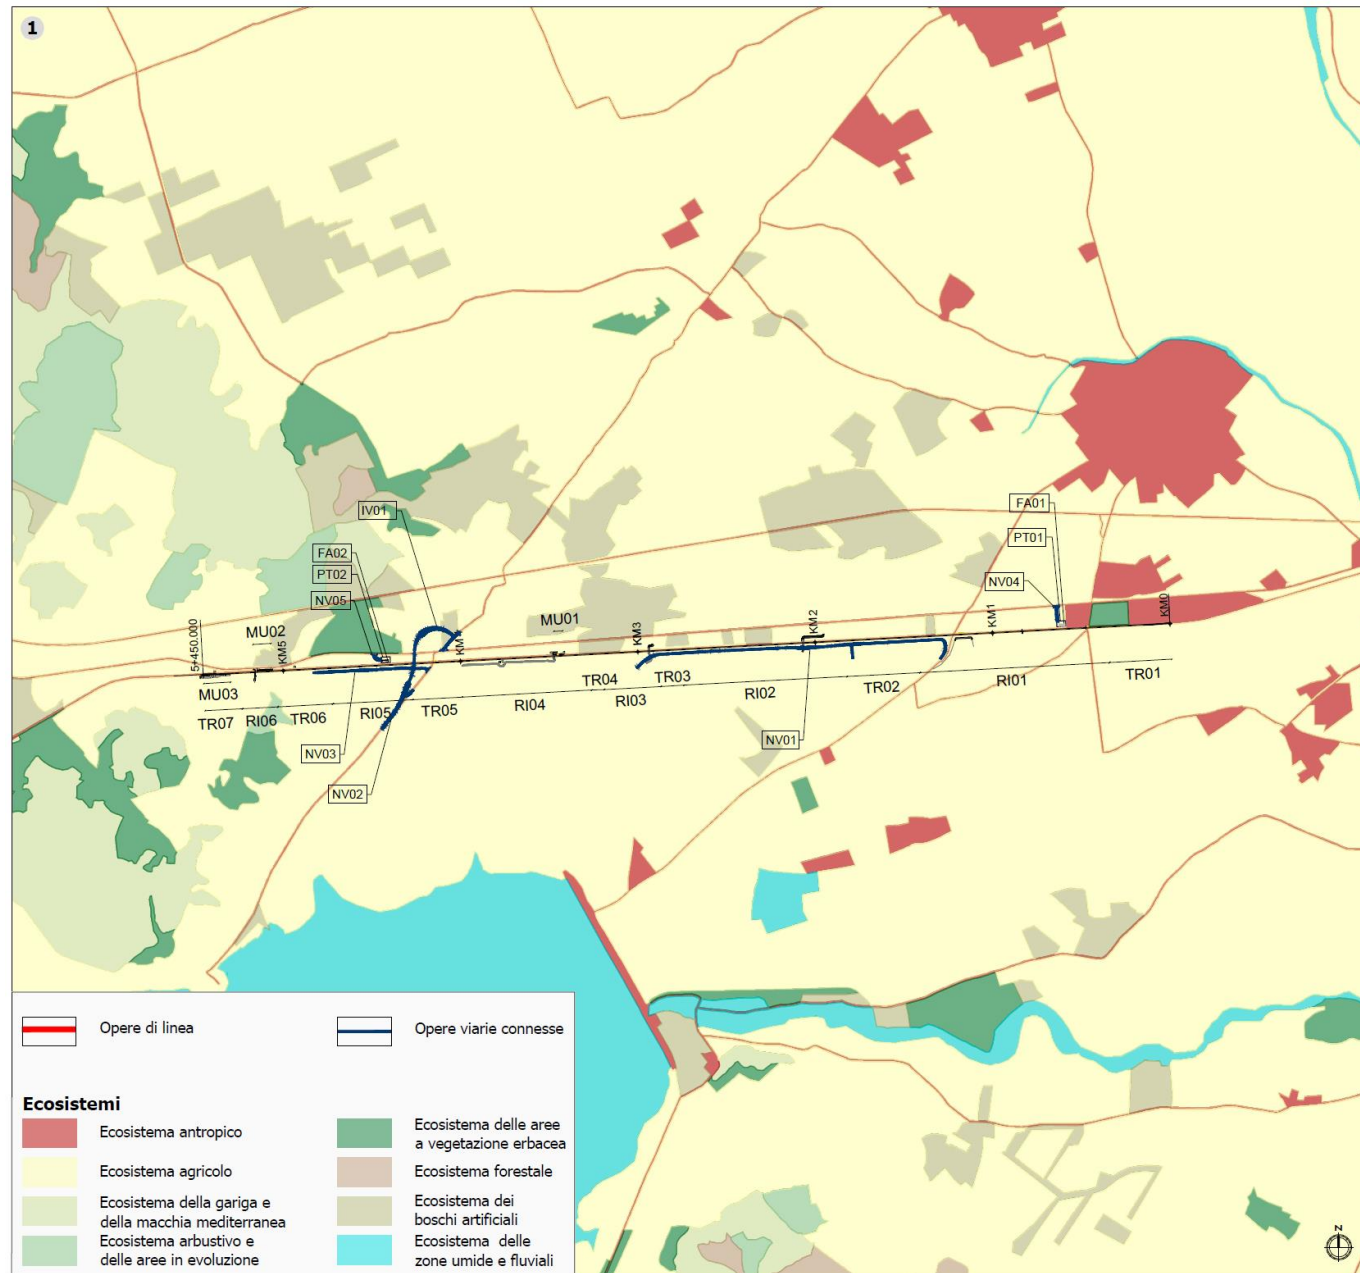 1
IV01
FA02
PT02
NV05
FA01
PT01
NV04
5+450.000
MU02
KM5
KM
MU01
KM3
KM2
KM1
KM0
MU03
TR07
RI06
TR06
RI05
TR05
RI04
TR04
RI03
TR03
RI02
TR02
RI01
TR01
NV03
NV02
NV01
Opere di linea
Opere viarie connesse
Ecosistemi
Ecosistema antropico
Ecosistema agricolo
Ecosistema della gariga e
della macchia mediterranea
Ecosistema arbustivo e
delle aree in evoluzione
Ecosistema delle aree
a vegetazione erbacea
Ecosistema forestale
Ecosistema dei
boschi artificiali
Ecosistema delle
zone umide e fluviali
N